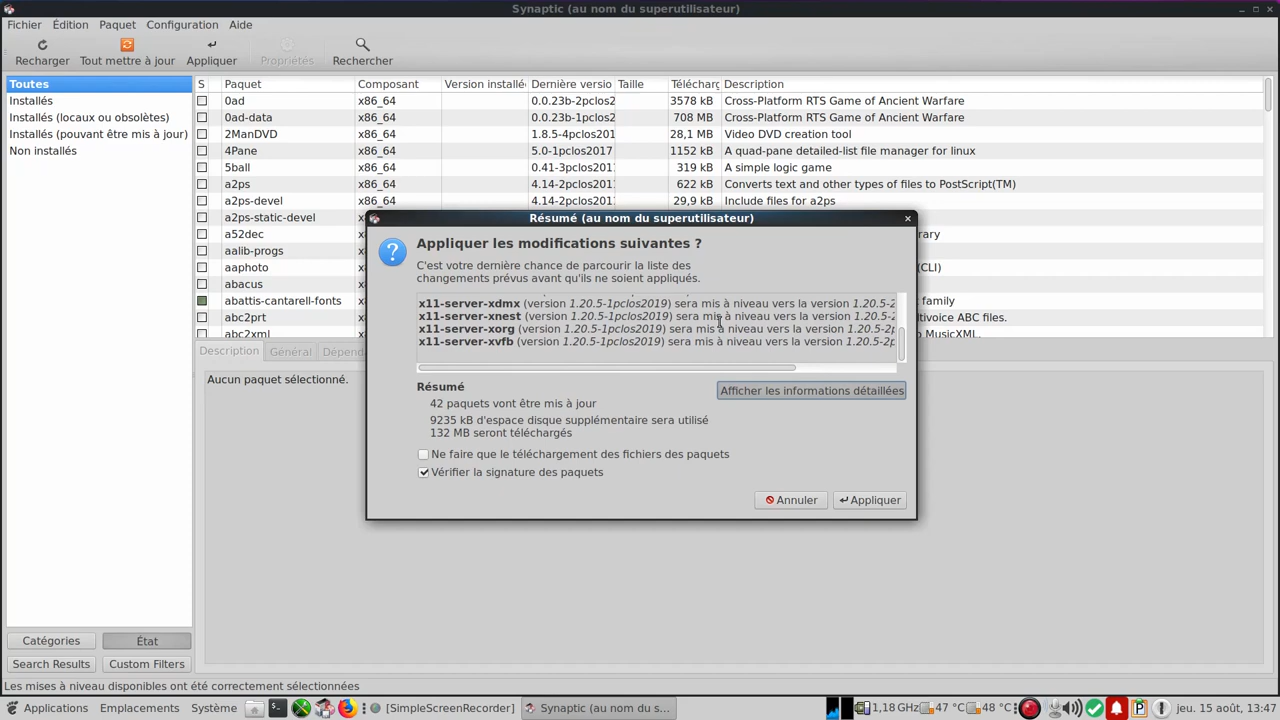 Synaptic (au nom du superutilisateur)
Fichier Édition Paquet Configuration Aide
Recharger Tout mettre à jour Appliquer Propriétés Rechercher
Toutes
Installés
Installés (locaux ou obsolètes)
Installés (pouvant être mis à jour)
Non installés
S Paquet Composant Version installé Dernière versio Taille Télécharg Description
0ad x86_64 0.0.23b-2pclos2 3578 kB Cross-Platform RTS Game of Ancient Warfare
0ad-data x86_64 0.0.23b-1pclos2 708 MB Cross-Platform RTS Game of Ancient Warfare
2ManDVD x86_64 1.8.5-4pclos201 28,1 MB Video DVD creation tool
4Pane x86_64 5.0-1pclos2017 1152 kB A quad-pane detailed-list file manager for linux
5ball x86_64 0.41-3pclos201 319 kB A simple logic game
a2ps x86_64 4.14-2pclos201 622 kB Converts text and other types of files to PostScript(TM)
a2ps-devel x86_64 4.14-2pclos201 29,9 kB Include files for a2ps
a2ps-static-devel
a52dec rary
aalib-progs
aaphoto (CLI)
abacus
abattis-cantarell-fonts family
abc2prt ltivoice ABC files.
abc2xml MusicXML.
Résumé (au nom du superutilisateur)
Appliquer les modifications suivantes ?
C'est votre dernière chance de parcourir la liste des
changements prévus avant qu'ils ne soient appliqués.
x11-server-xdmx (version 1.20.5-1pclos2019) sera mis à niveau vers la version 1.20.5-2
x11-server-xnest (version 1.20.5-1pclos2019) sera mis à niveau vers la version 1.20.5-2
x11-server-xorg (version 1.20.5-1pclos2019) sera mis à niveau vers la version 1.20.5-2p
x11-server-xvfb (version 1.20.5-1pclos2019) sera mis à niveau vers la version 1.20.5-2p
Résumé
Afficher les informations détaillées
42 paquets vont être mis à jour
9235 kB d'espace disque supplémentaire sera utilisé
132 MB seront téléchargés
Ne faire que le téléchargement des fichiers des paquets
Vérifier la signature des paquets
Annuler Appliquer
Description Général Dépend
Aucun paquet sélectionné.
Catégories État
Search Results Custom Filters
Les mises à niveau disponibles ont été correctement sélectionnées
Applications Emplacements Système [SimpleScreenRecorder] Synaptic (au nom du s... 1,18 GHz 47 °C 48 °C P jeu. 15 août, 13:47